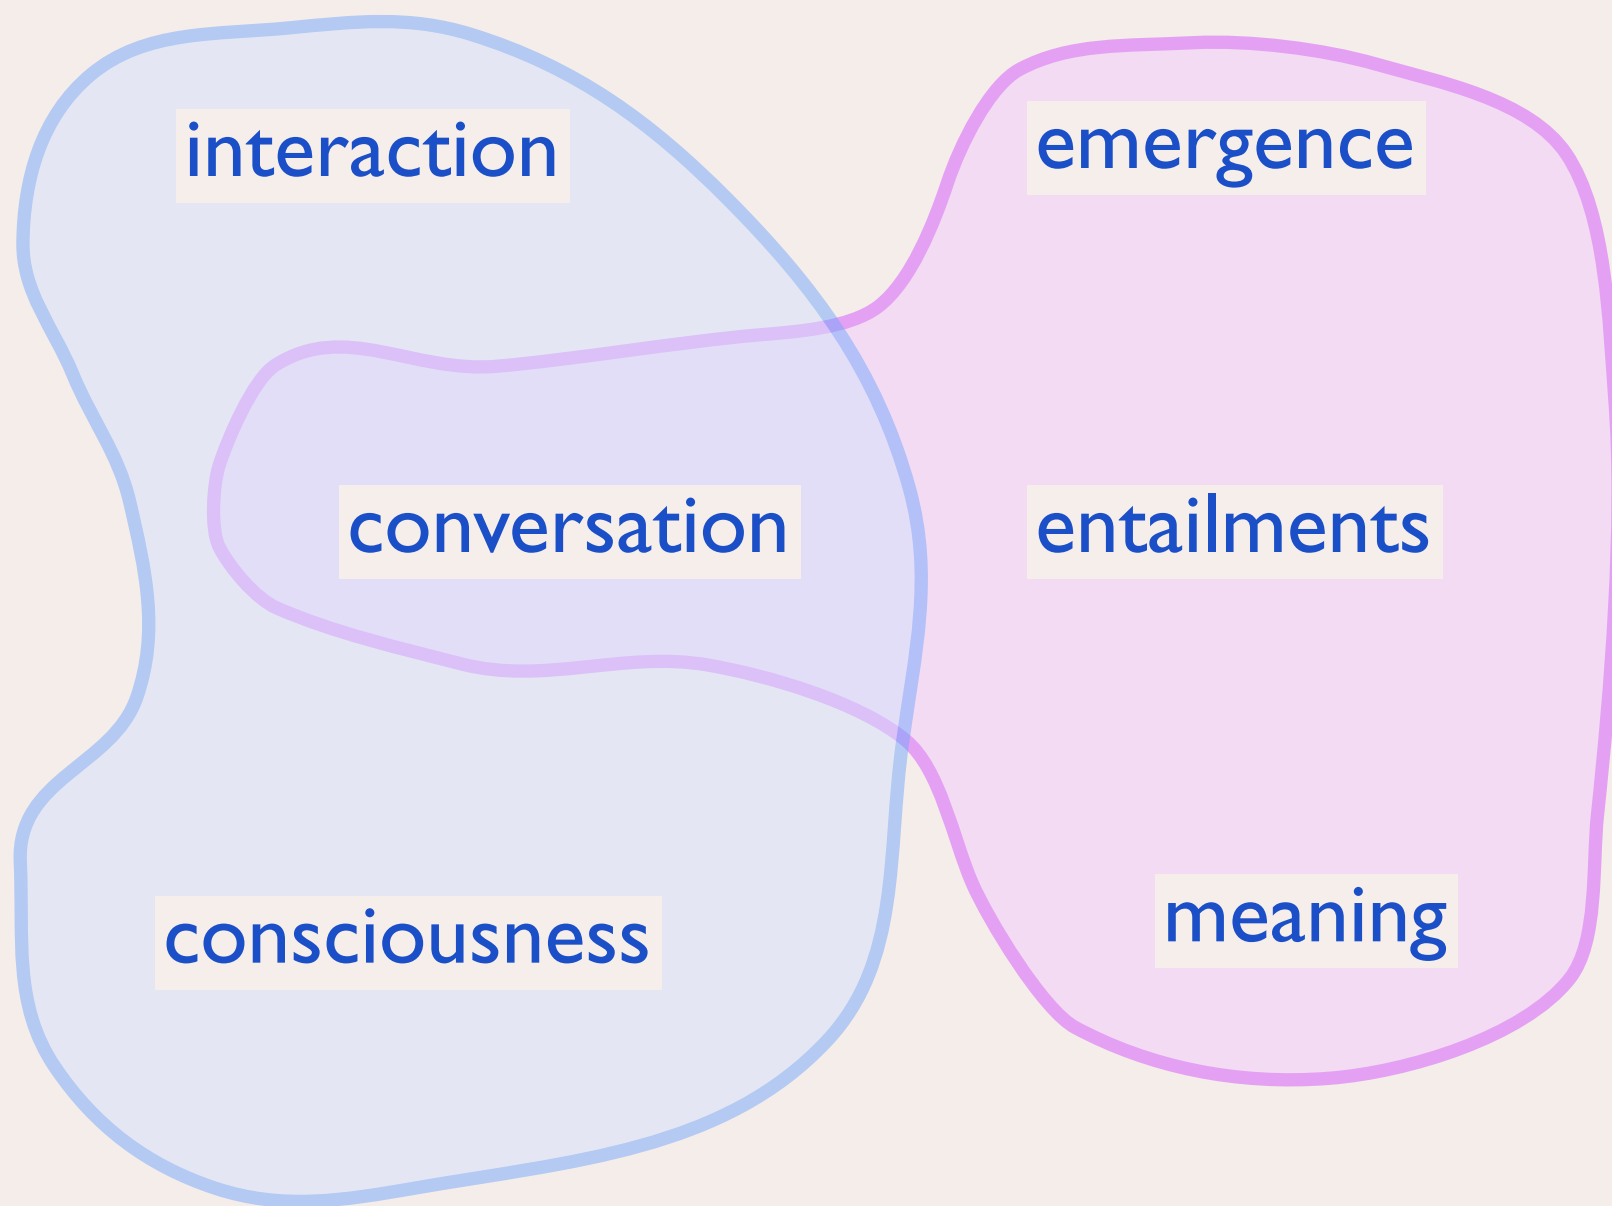 interaction
emergence
conversation
entailments
consciousness
meaning